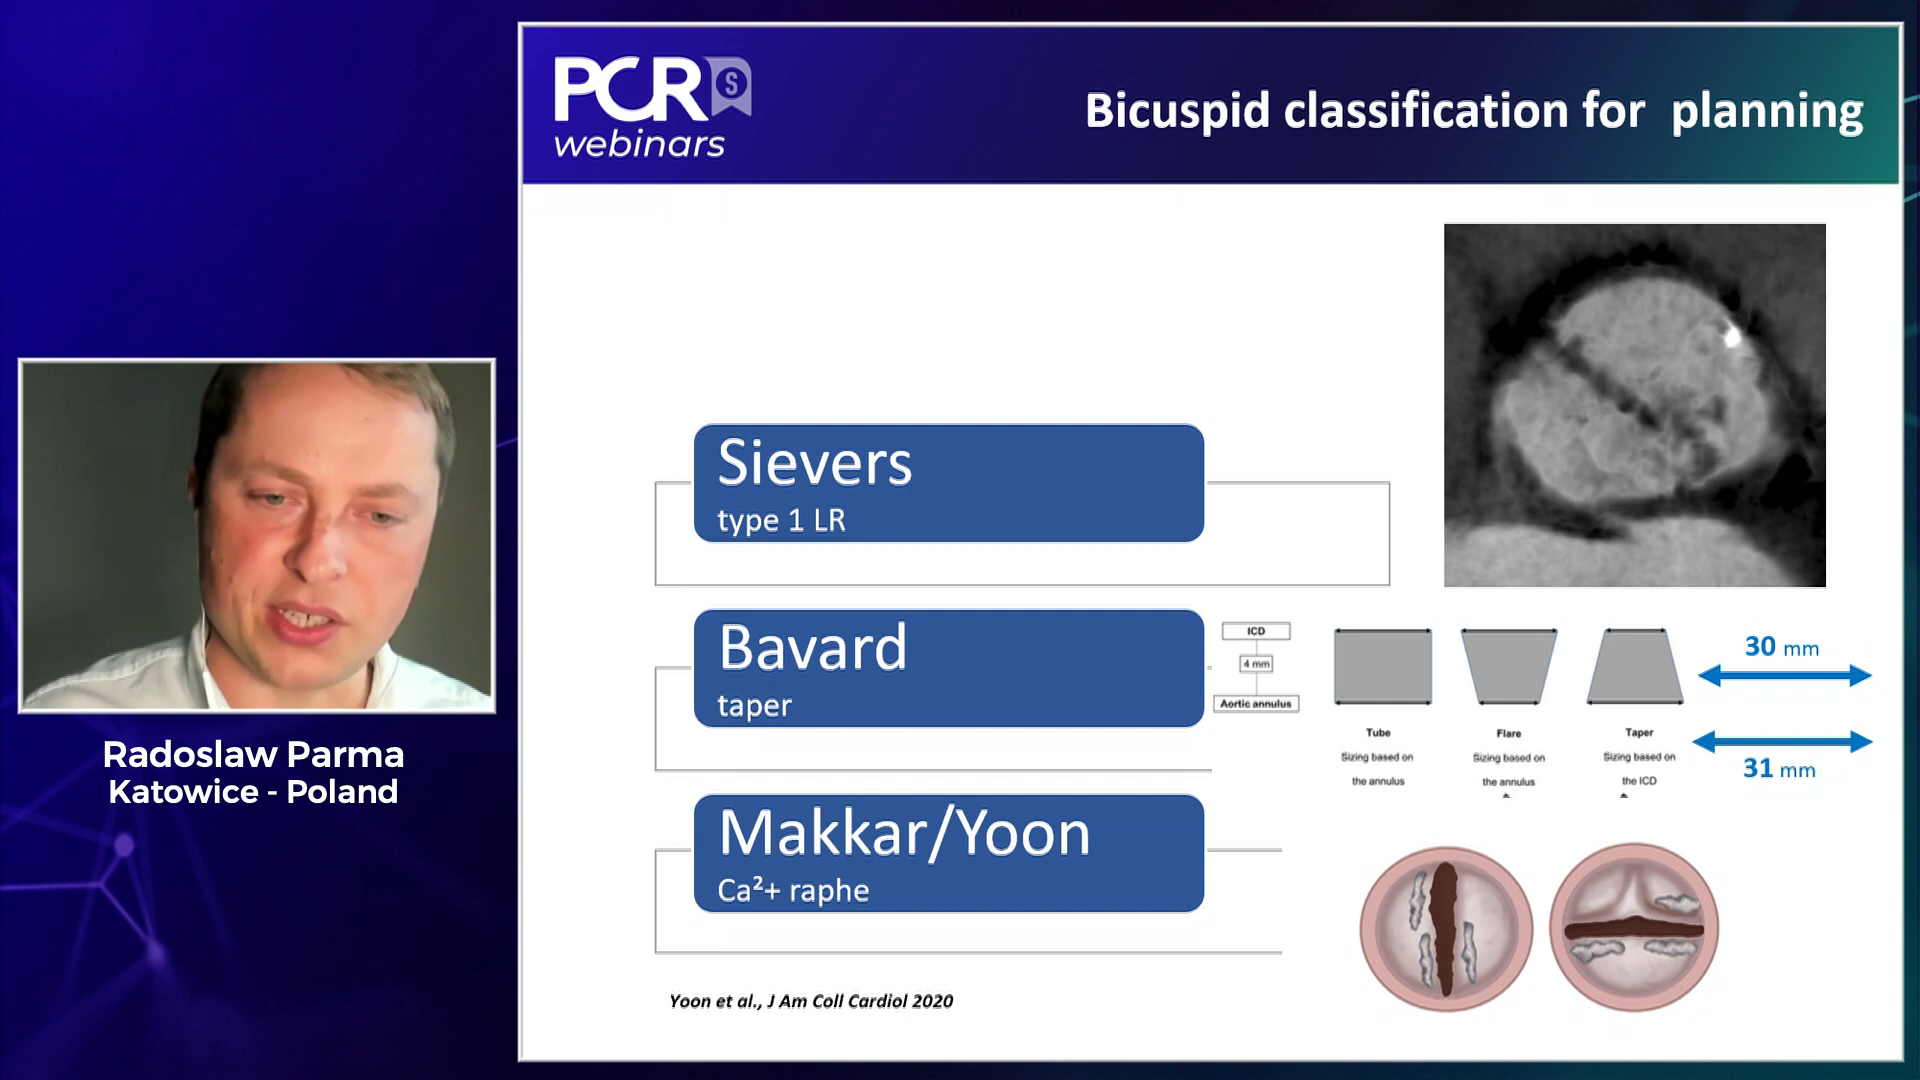 PCR S
webinars
Bicuspid classification for planning
Sievers
type 1 LR
Bavard
taper
ICD
4 mm
Aortic annulus
Tube
Sizing based on
the annulus
Flare
Sizing based on
the annulus
Taper
Sizing based on
the ICD
30 mm
31 mm
Makkar/Yoon
Ca²+ raphe
Yoon et al., J Am Coll Cardiol 2020
Radoslaw Parma
Katowice - Poland